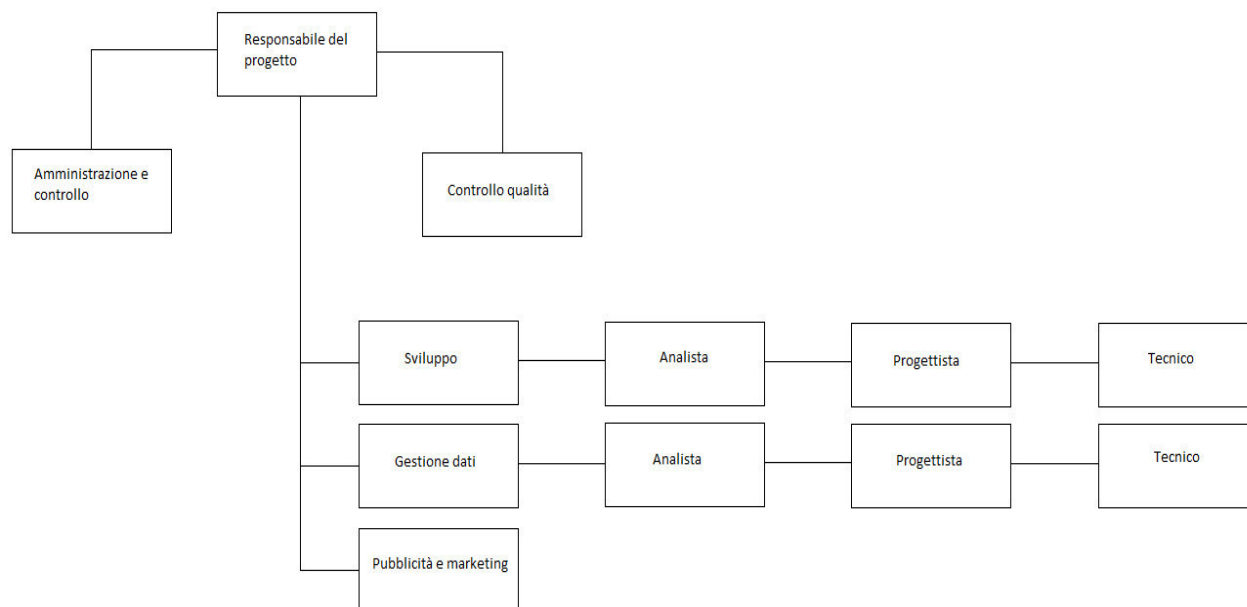 Responsabile del
progetto
Amministrazione e
controllo
Controllo qualità
Sviluppo
Analista
Progettista
Tecnico
Gestione dati
Analista
Progettista
Tecnico
Pubblicità e marketing